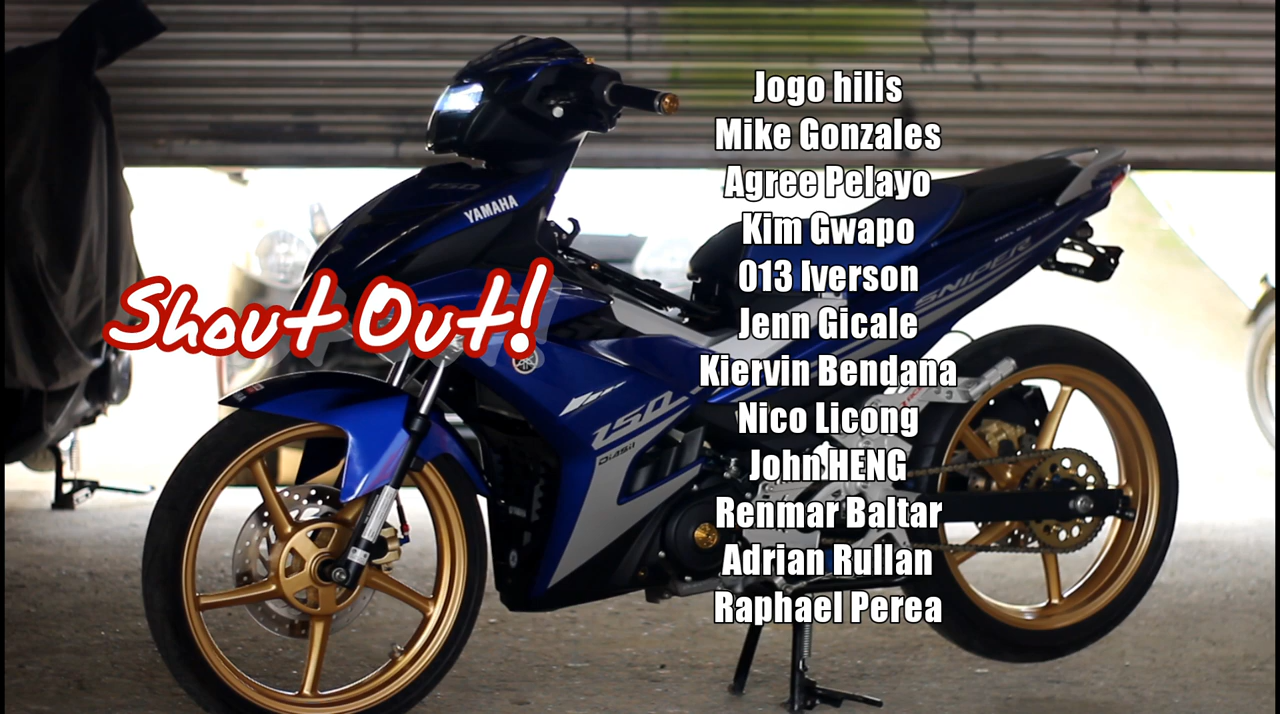 Shout Out!
Jogo hilis
Mike Gonzales
Agree Pelayo
Kim Gwapo
013 Iverson
Jenn Gicale
Kiervin Bendana
Nico Licong
John HENG
Renmar Baltar
Adrian Rullan
Raphael Perea
150
YAMAHA
SNIPER
150